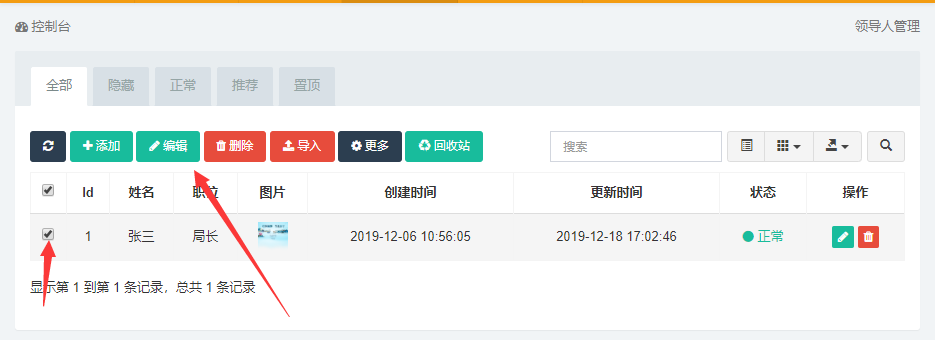 控制台 领导人管理
全部 隐藏 正常 推荐 置顶
添加 编辑 删除 导入 更多 回收站 搜索
Id 姓名 职位 图片 创建时间 更新时间 状态 操作
1 张三 局长 2019-12-06 10:56:05 2019-12-18 17:02:46 正常
显示第 1 到第 1 条记录，总共 1 条记录